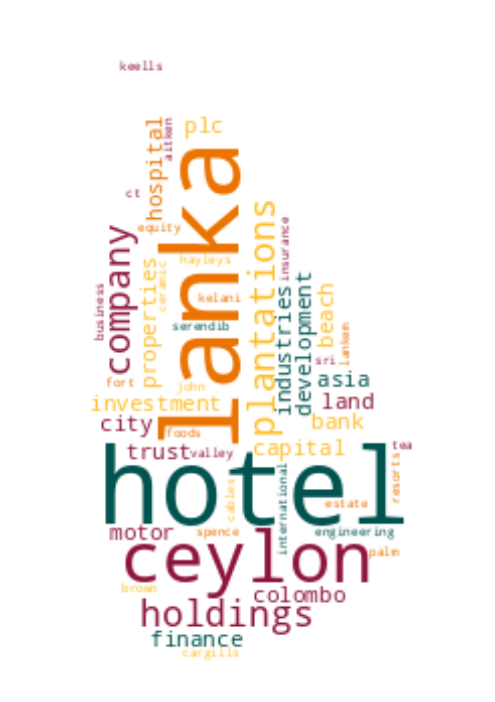 keells
plc
hospital
aitken
lanka
ct
equity
company
plantations
insurance
hayleys
properties
ceramic
business
kelani
industries
development
beach
serendib
lankem
sri
asia
fort
john
investment
land
city
foods
bank
trust
valley
capital
tea
hotel
resorts
cables
international
estate
motor
spence
engineering
ceylon
palm
brown
colombo
holdings
finance
cargills